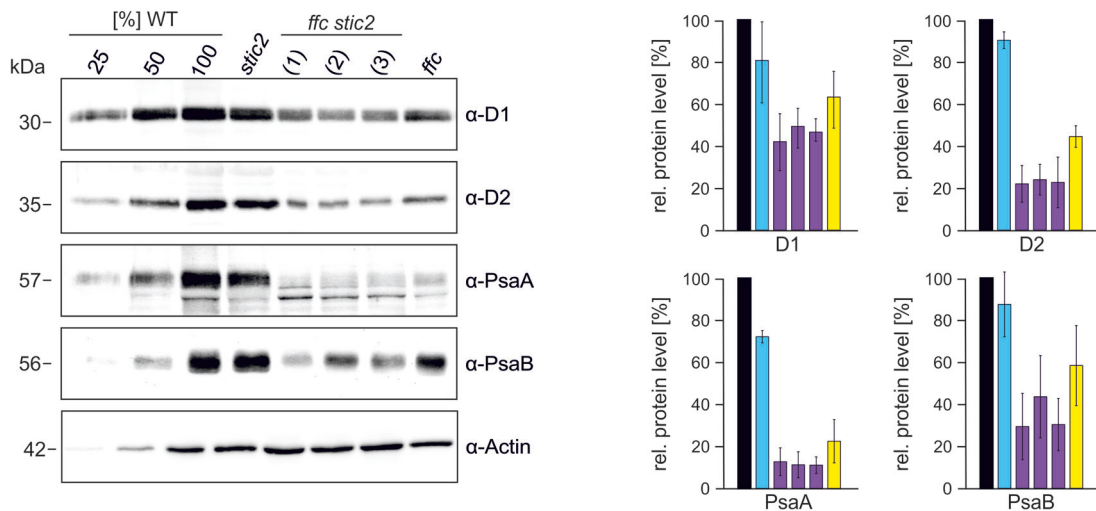 [%] WT
ffc stic2
kDa
25
50
100
stic2
(1)
(2)
(3)
ffc
30–
α-D1
35–
α-D2
57–
α-PsaA
56–
α-PsaB
42–
α-Actin
rel. protein level [%]
100
80
60
40
20
0
D1
rel. protein level [%]
100
80
60
40
20
0
D2
rel. protein level [%]
100
80
60
40
20
0
PsaA
rel. protein level [%]
100
80
60
40
20
0
PsaB